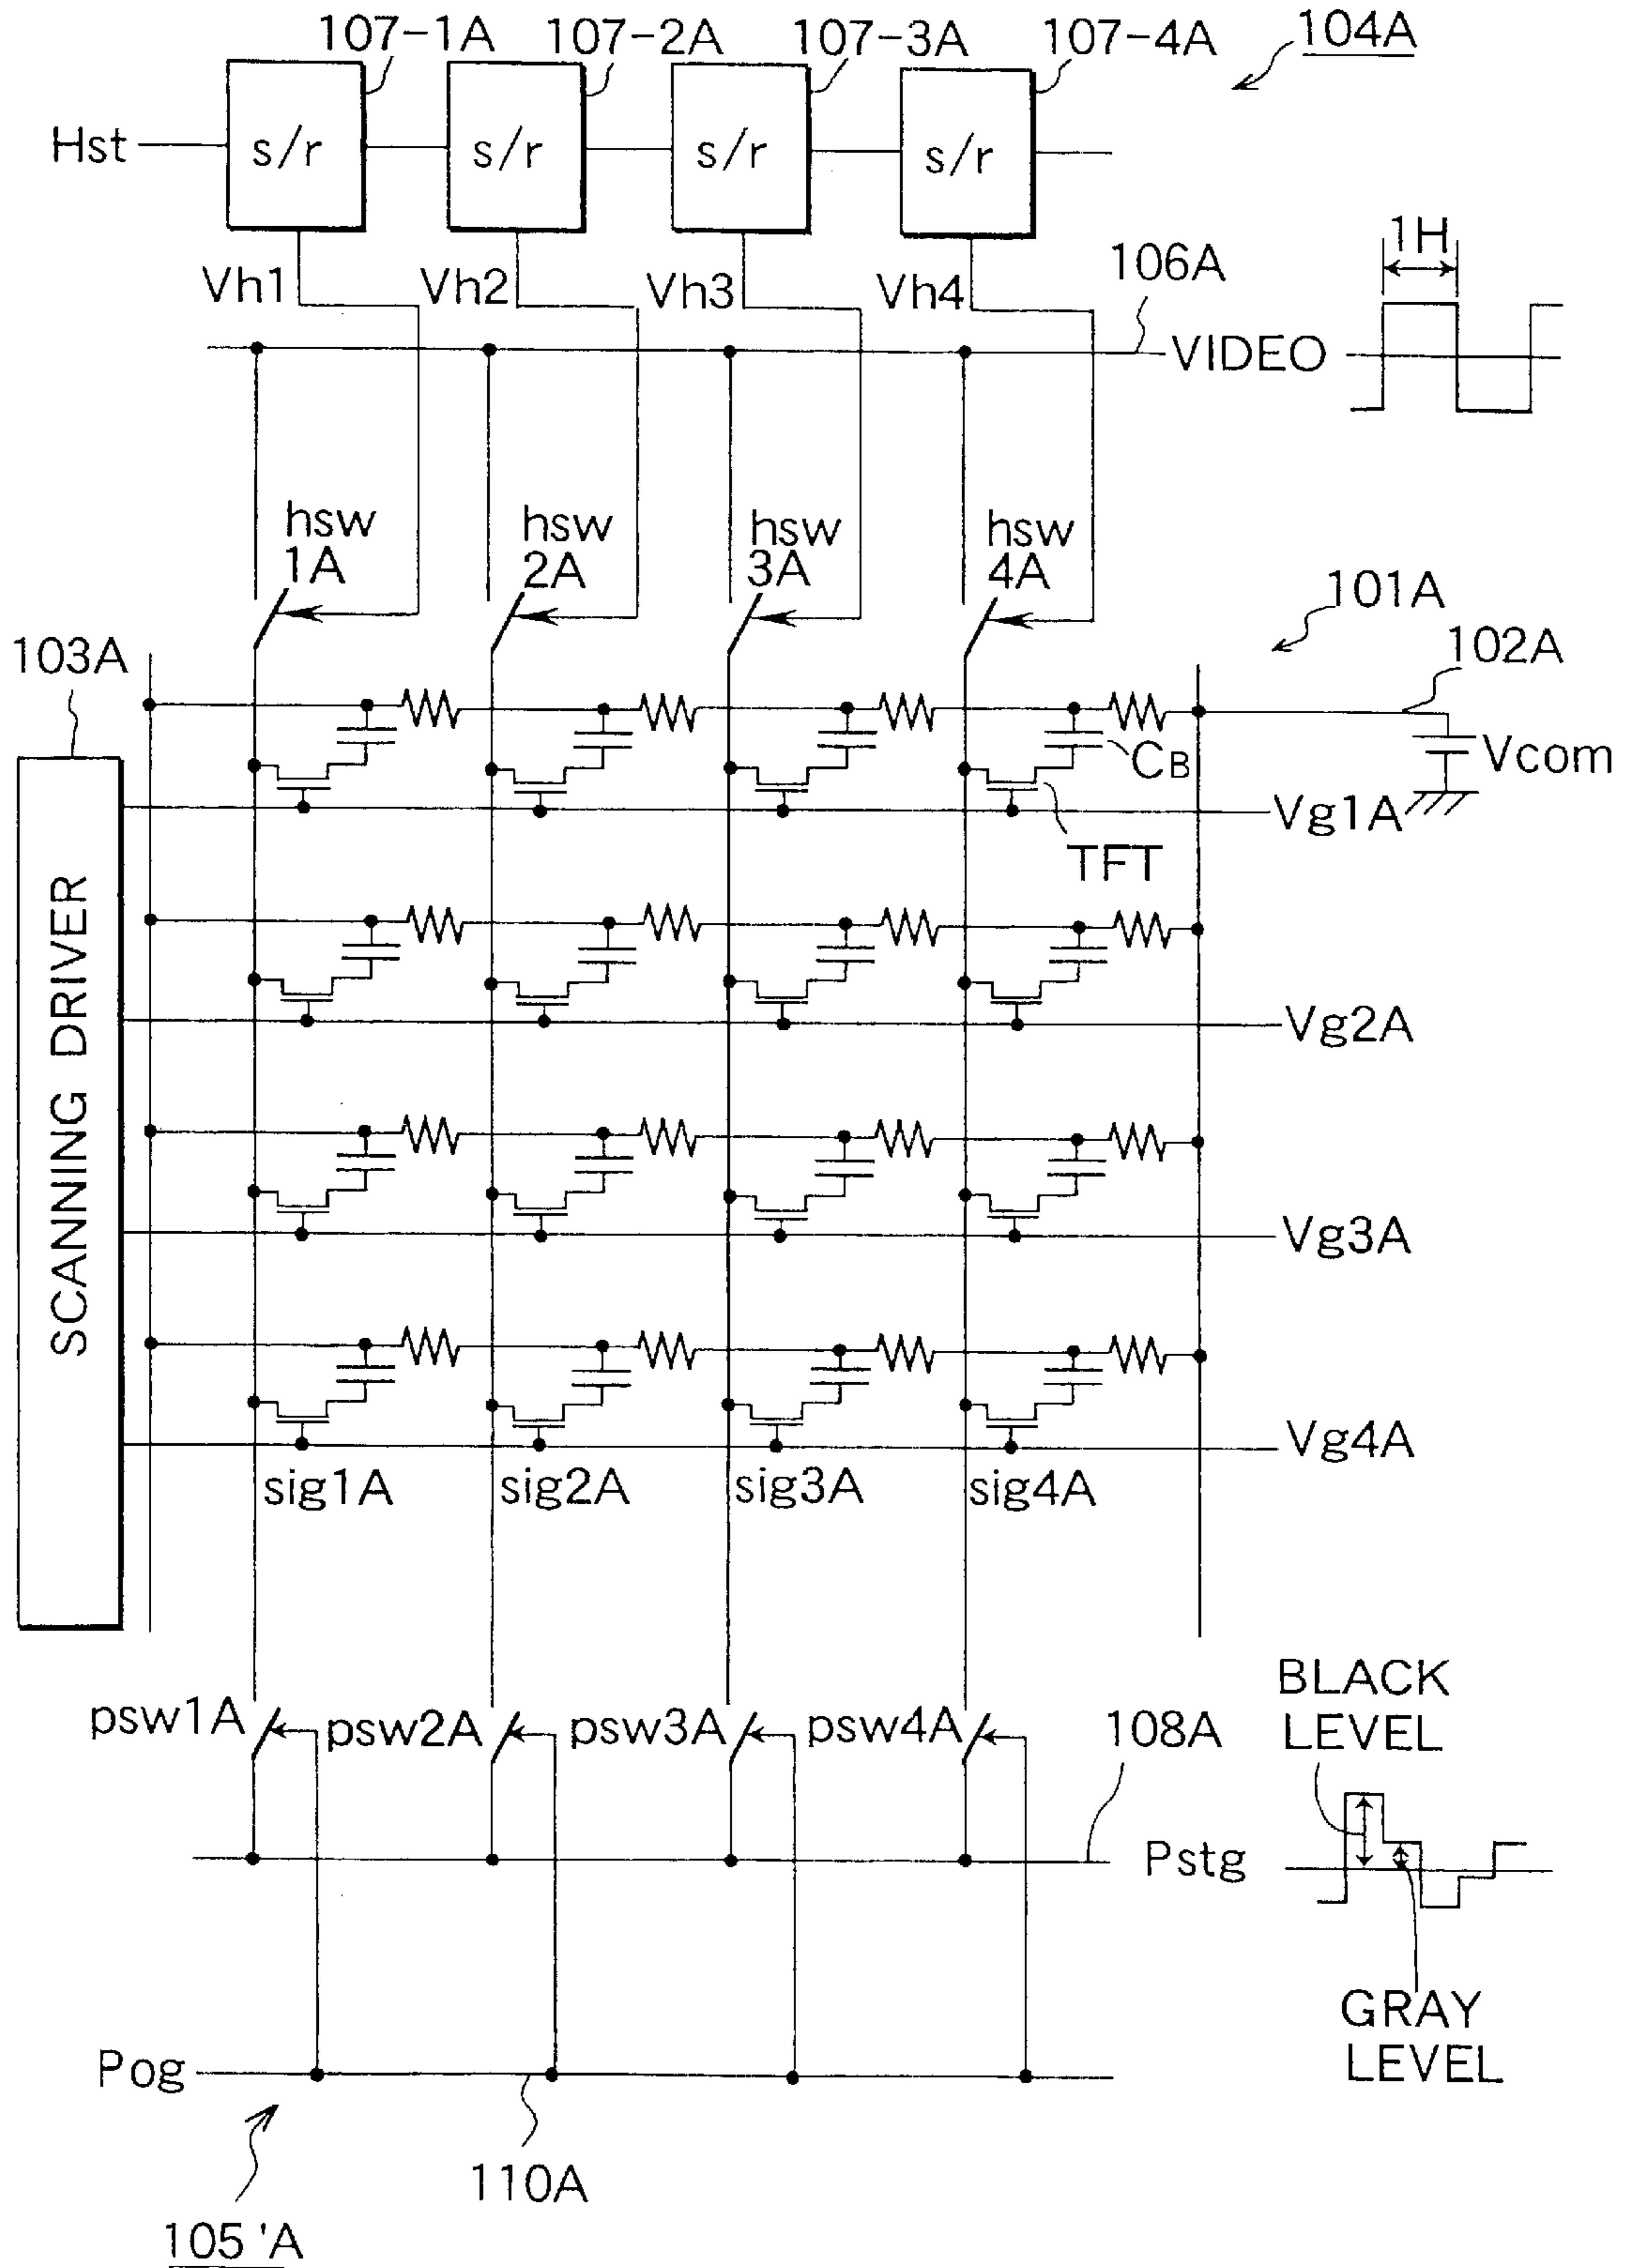 107-1A 107-2A 107-3A 107-4A 104A
Hst s/r s/r s/r s/r
1H
Vh1 Vh2 Vh3 Vh4 106A
VIDEO
hsw 1A
hsw 2A
hsw 3A
hsw 4A
101A
103A
102A
CB
Vcom
Vg1A
TFT
SCANNING DRIVER
Vg2A
Vg3A
Vg4A
sig1A sig2A sig3A sig4A
BLACK
LEVEL
psw1A psw2A psw3A psw4A 108A
Pstg
GRAY
LEVEL
Pog
110A
105'A